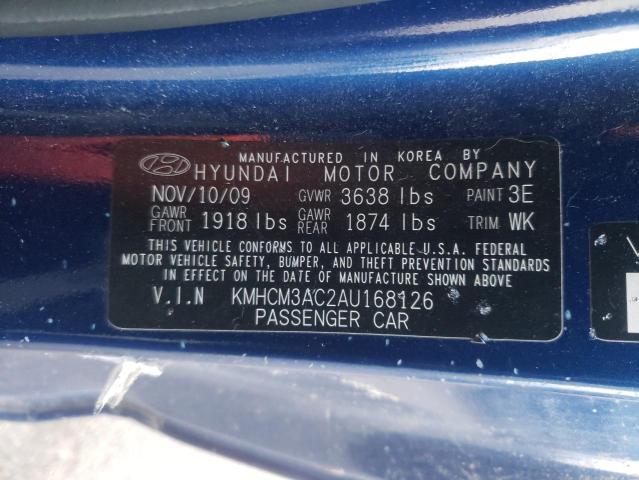 MANUFACTURED IN KOREA BY
HYUNDAI MOTOR COMPANY
NOV/10/09 GVWR 3638 lbs PAINT 3E
GAWR FRONT 1918 lbs GAWR REAR 1874 lbs TRIM WK
THIS VEHICLE CONFORMS TO ALL APPLICABLE U.S.A. FEDERAL
MOTOR VEHICLE SAFETY, BUMPER, AND THEFT PREVENTION STANDARDS
IN EFFECT ON THE DATE OF MANUFACTURE SHOWN ABOVE
V.I.N KMHCM3AC2AU168126
PASSENGER CAR
V